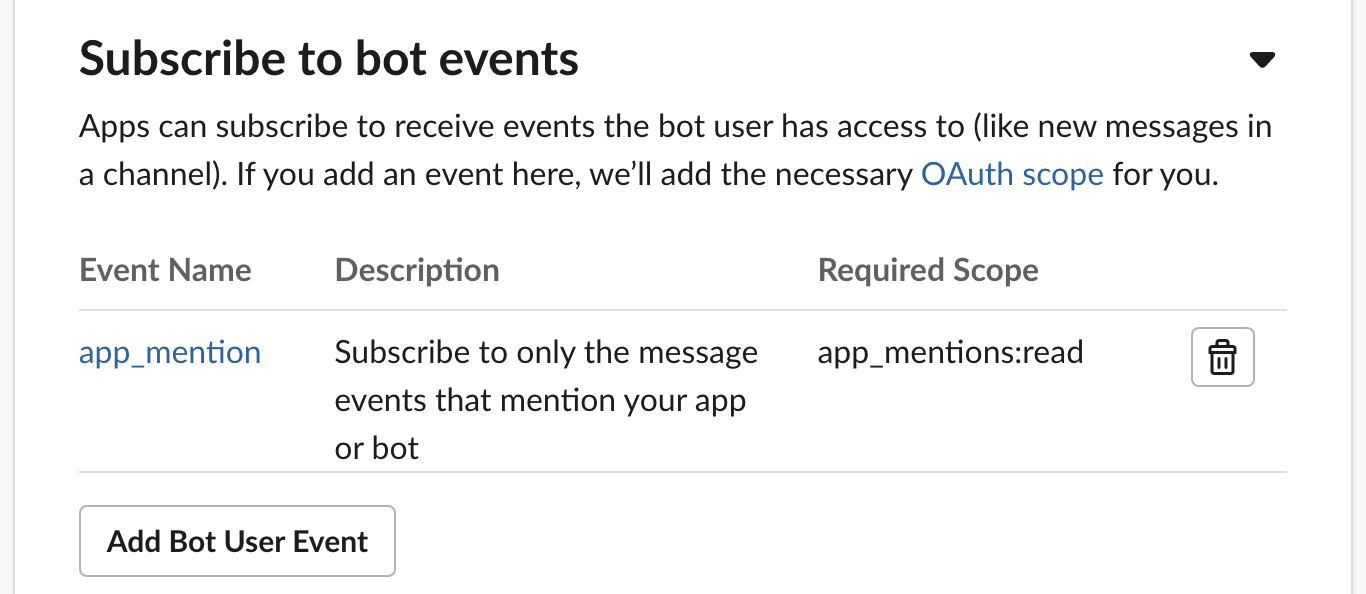 Subscribe to bot events
Apps can subscribe to receive events the bot user has access to (like new messages in
a channel). If you add an event here, we’ll add the necessary OAuth scope for you.
Event Name Description Required Scope
app_mention Subscribe to only the message app_mentions:read
events that mention your app
or bot
Add Bot User Event